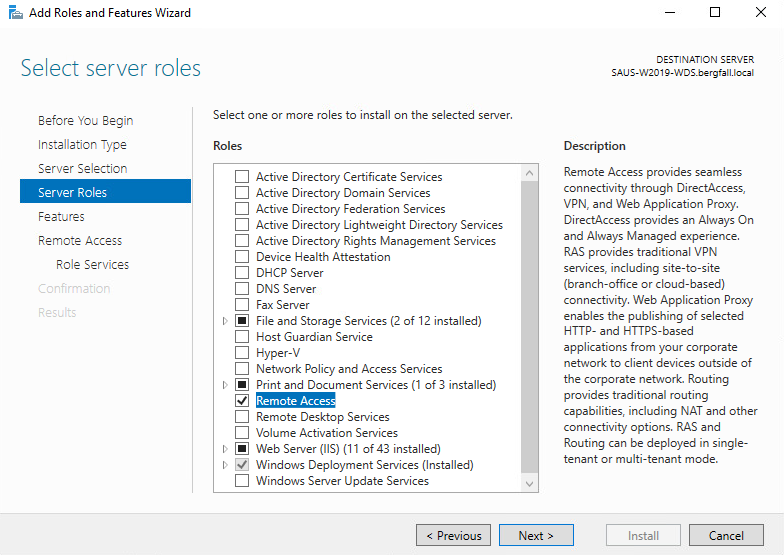 Add Roles and Features Wizard
Select server roles
DESTINATION SERVER
SAUS-W2019-WDS.bergfall.local
Before You Begin
Installation Type
Server Selection
Server Roles
Features
Remote Access
Role Services
Confirmation
Results
Select one or more roles to install on the selected server.
Roles
Active Directory Certificate Services
Active Directory Domain Services
Active Directory Federation Services
Active Directory Lightweight Directory Services
Active Directory Rights Management Services
Device Health Attestation
DHCP Server
DNS Server
Fax Server
File and Storage Services (2 of 12 installed)
Host Guardian Service
Hyper-V
Network Policy and Access Services
Print and Document Services (1 of 3 installed)
Remote Access
Remote Desktop Services
Volume Activation Services
Web Server (IIS) (11 of 43 installed)
Windows Deployment Services (Installed)
Windows Server Update Services
Description
Remote Access provides seamless
connectivity through DirectAccess,
VPN, and Web Application Proxy.
DirectAccess provides an Always On
and Always Managed experience.
RAS provides traditional VPN
services, including site-to-site
(branch-office or cloud-based)
connectivity. Web Application Proxy
enables the publishing of selected
HTTP- and HTTPS-based
applications from your corporate
network to client devices outside of
the corporate network. Routing
provides traditional routing
capabilities, including NAT and other
connectivity options. RAS and
Routing can be deployed in single-
tenant or multi-tenant mode.
< Previous
Next >
Install
Cancel